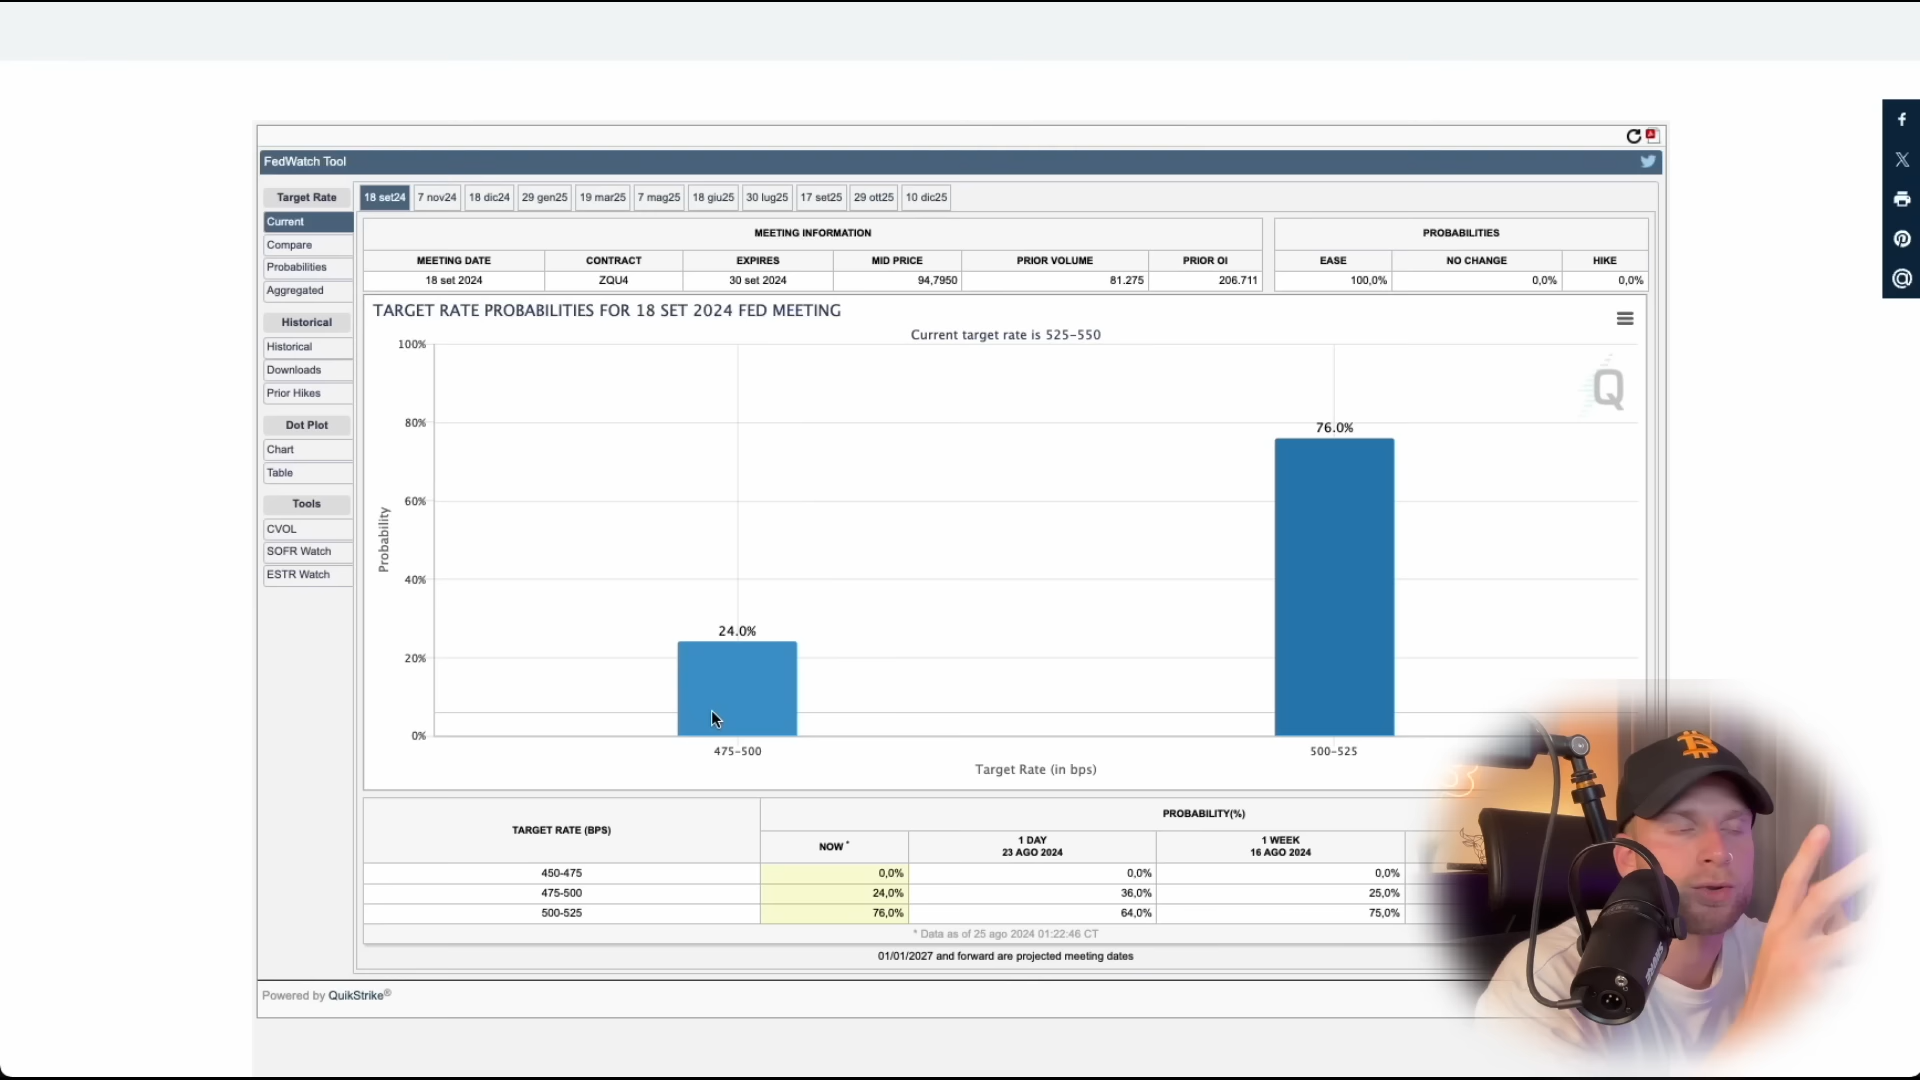 FedWatch Tool
Target Rate
Current
Compare
Probabilities
Aggregated
Historical
Historical
Downloads
Prior Hikes
Dot Plot
Chart
Table
Tools
CVOL
SOFR Watch
ESTR Watch
18 set24 7 nov24 18 dic24 29 gen25 19 mar25 7 mag25 18 giu25 30 lug25 17 set25 29 ott25 10 dic25
MEETING INFORMATION
MEETING DATE CONTRACT EXPIRES MID PRICE PRIOR VOLUME PRIOR OI
18 set 2024 ZQU4 30 set 2024 94,7950 81.275 206.711
PROBABILITIES
EASE NO CHANGE HIKE
100,0% 0,0% 0,0%
TARGET RATE PROBABILITIES FOR 18 SET 2024 FED MEETING
Current target rate is 525–550
Q
100%
80%
60%
40%
20%
0%
Probability
24.0%
76.0%
475–500
500–525
Target Rate (in bps)
TARGET RATE (BPS) PROBABILITY(%)
NOW * 1 DAY 1 WEEK
23 AGO 2024 16 AGO 2024
450-475 0,0% 0,0% 0,0%
475-500 24,0% 36,0% 25,0%
500-525 76,0% 64,0% 75,0%
* Data as of 25 ago 2024 01:22:46 CT
01/01/2027 and forward are projected meeting dates
Powered by QuikStrike®